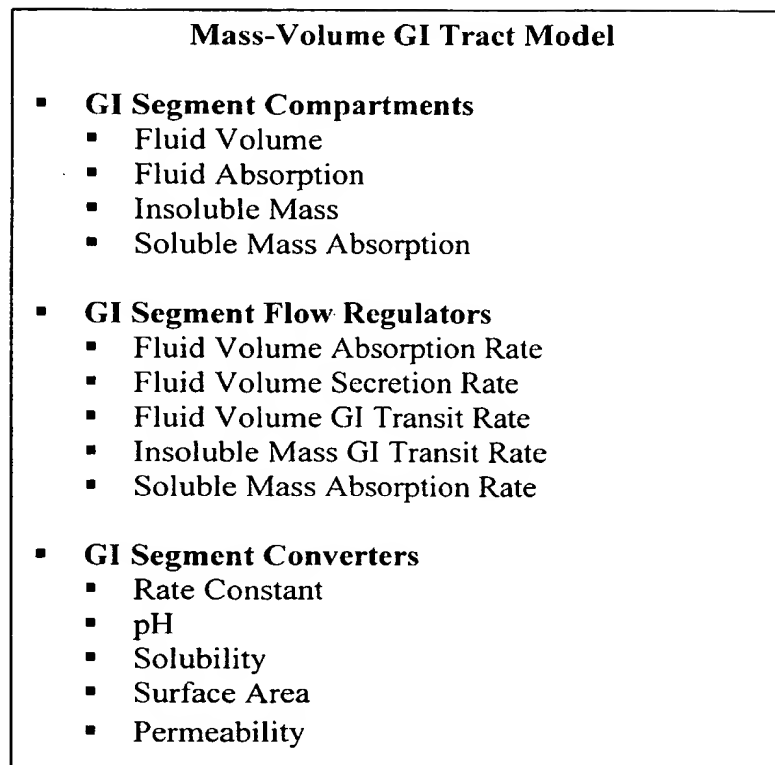 Mass-Volume GI Tract Model
▪ GI Segment Compartments
▪ Fluid Volume
▪ Fluid Absorption
▪ Insoluble Mass
▪ Soluble Mass Absorption
▪ GI Segment Flow Regulators
▪ Fluid Volume Absorption Rate
▪ Fluid Volume Secretion Rate
▪ Fluid Volume GI Transit Rate
▪ Insoluble Mass GI Transit Rate
▪ Soluble Mass Absorption Rate
▪ GI Segment Converters
▪ Rate Constant
▪ pH
▪ Solubility
▪ Surface Area
▪ Permeability